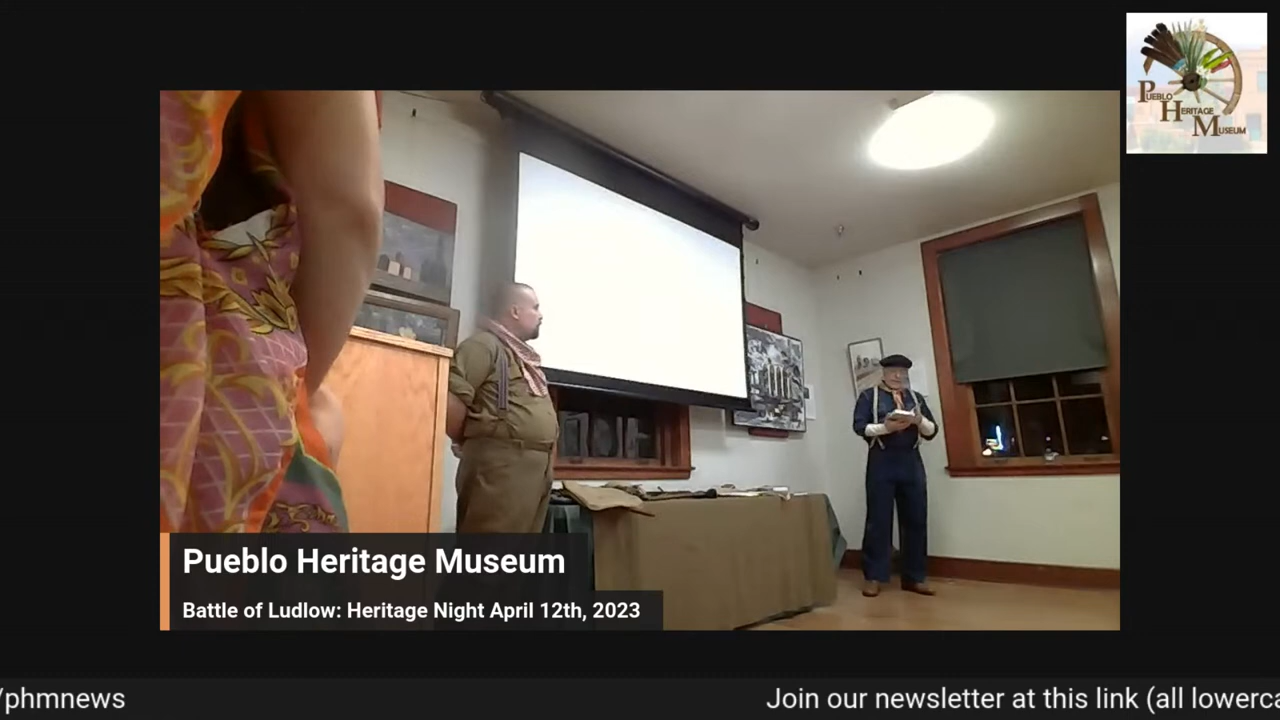 PUEBLO
HERITAGE
MUSEUM
Pueblo Heritage Museum
Battle of Ludlow: Heritage Night April 12th, 2023
/phmnews
Join our newsletter at this link (all lowerca